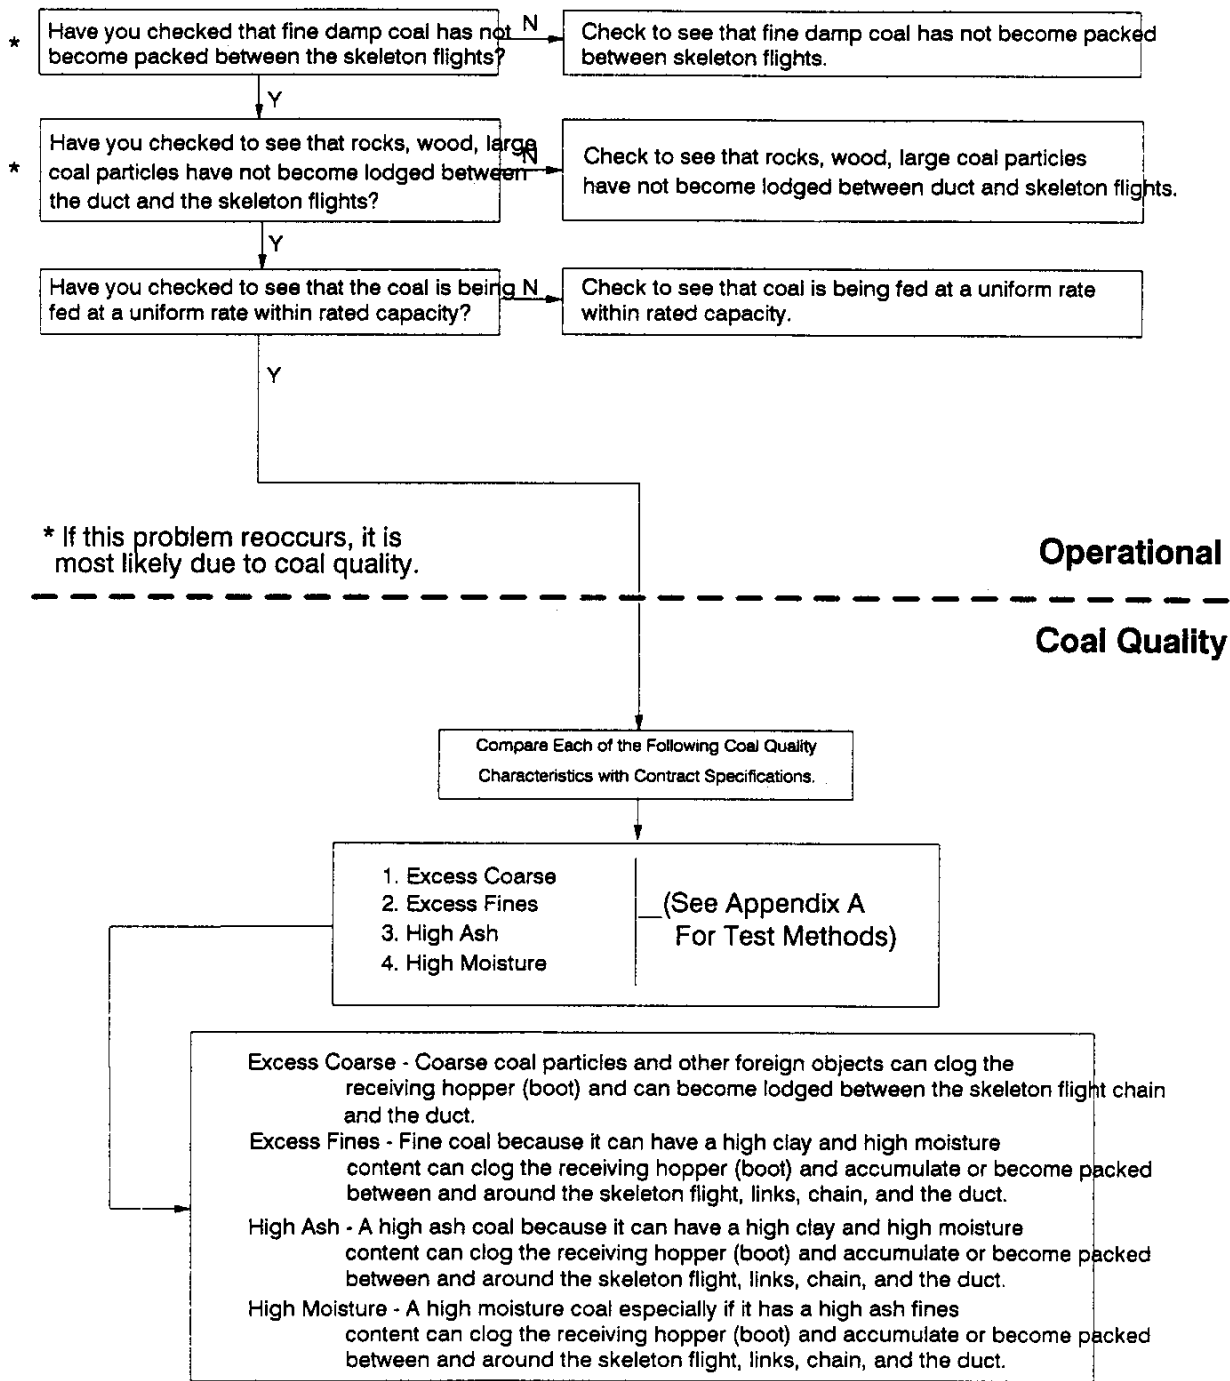 * Have you checked that fine damp coal has not
become packed between the skeleton flights?
N
Check to see that fine damp coal has not become packed
between skeleton flights.
Y
* Have you checked to see that rocks, wood, large
coal particles have not become lodged between
the duct and the skeleton flights?
N
Check to see that rocks, wood, large coal particles
have not become lodged between duct and skeleton flights.
Y
Have you checked to see that the coal is being
fed at a uniform rate within rated capacity?
N
Check to see that coal is being fed at a uniform rate
within rated capacity.
Y
* If this problem reoccurs, it is
most likely due to coal quality.
Operational
Coal Quality
Compare Each of the Following Coal Quality
Characteristics with Contract Specifications.
1. Excess Coarse
2. Excess Fines
3. High Ash
4. High Moisture
(See Appendix A
For Test Methods)
Excess Coarse - Coarse coal particles and other foreign objects can clog the
receiving hopper (boot) and can become lodged between the skeleton flight chain
and the duct.
Excess Fines - Fine coal because it can have a high clay and high moisture
content can clog the receiving hopper (boot) and accumulate or become packed
between and around the skeleton flight, links, chain, and the duct.
High Ash - A high ash coal because it can have a high clay and high moisture
content can clog the receiving hopper (boot) and accumulate or become packed
between and around the skeleton flight, links, chain, and the duct.
High Moisture - A high moisture coal especially if it has a high ash fines
content can clog the receiving hopper (boot) and accumulate or become packed
between and around the skeleton flight, links, chain, and the duct.